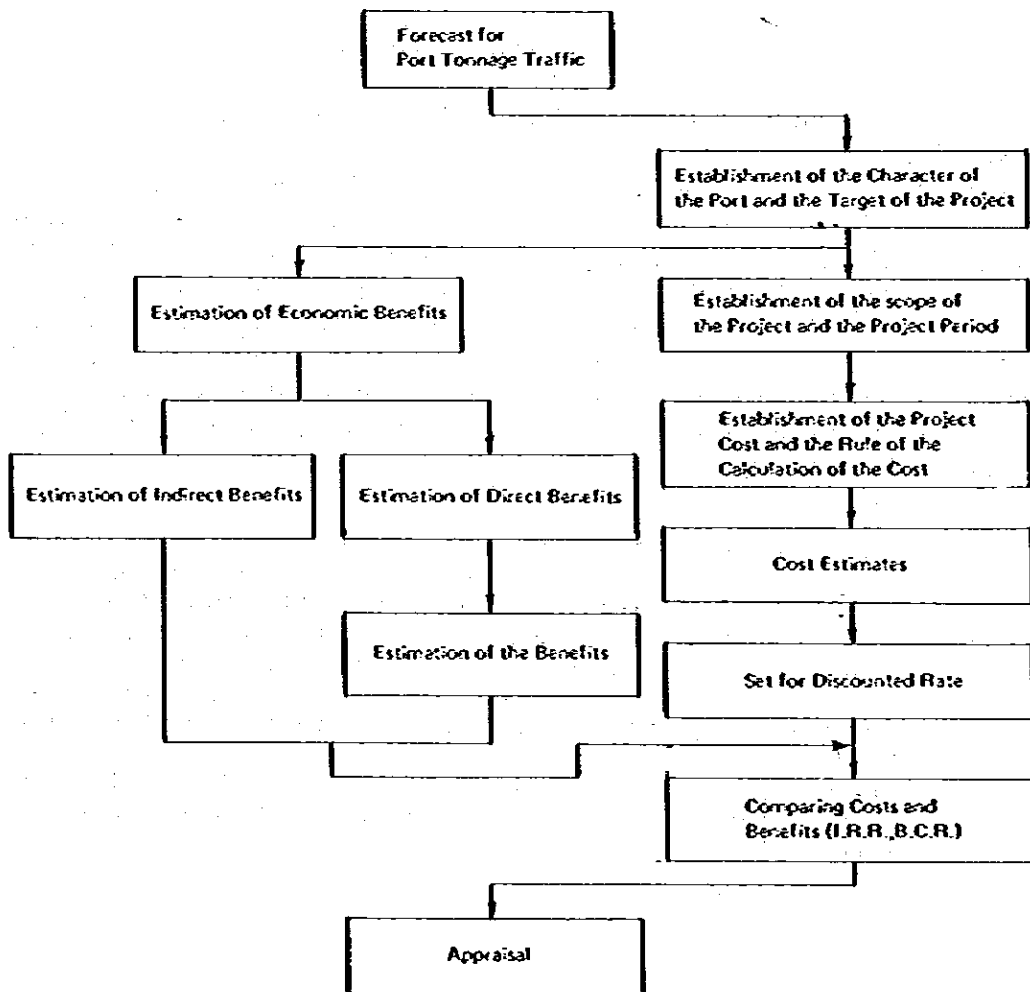 Forecast for
Port Tonnage Traffic
Establishment of the Character of
the Port and the Target of the Project
Estimation of Economic Benefits
Establishment of the scope of
the Project and the Project Period
Establishment of the Project
Cost and the Rule of the
Calculation of the Cost
Estimation of Indirect Benefits
Estimation of Direct Benefits
Cost Estimates
Estimation of the Benefits
Set for Discounted Rate
Comparing Costs and
Benefits (I.R.R.,B.C.R.)
Appraisal